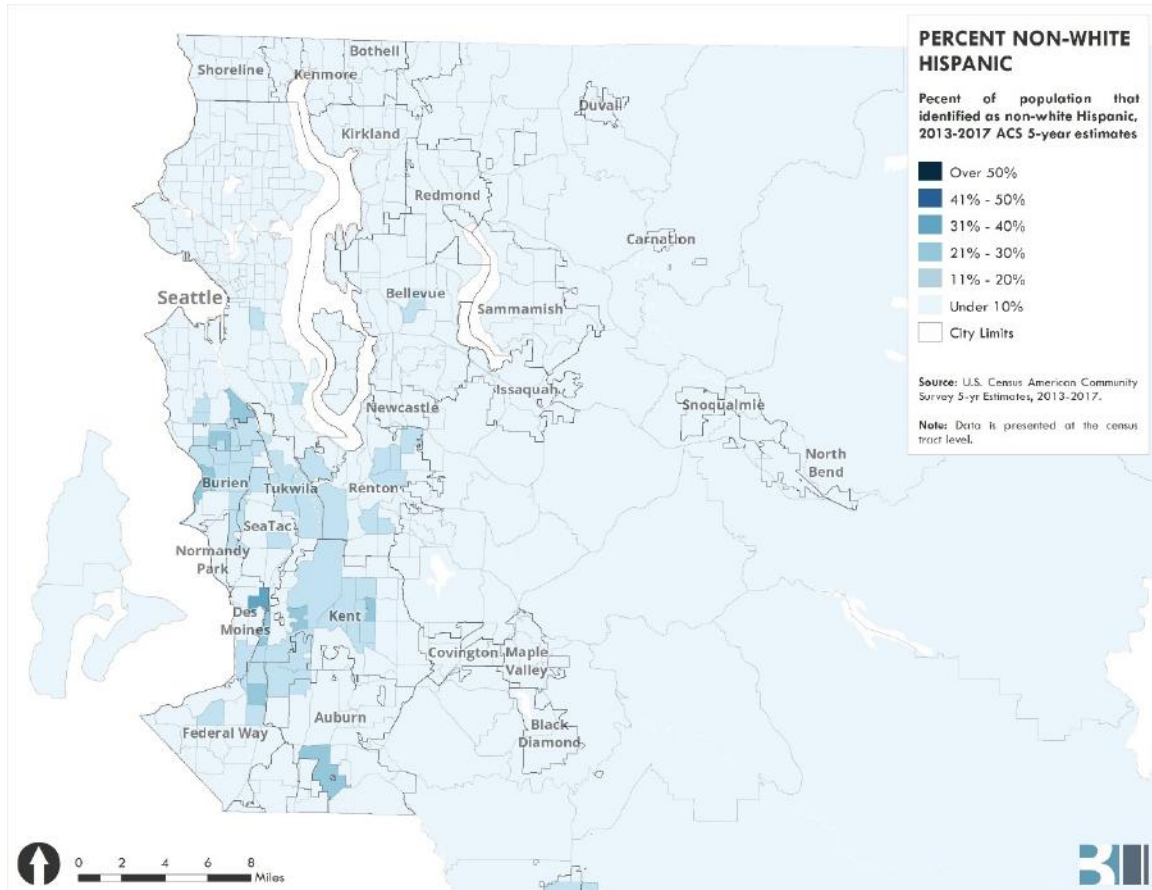 PERCENT NON-WHITE
HISPANIC
Pecent of population that
identified as non-white Hispanic,
2013-2017 ACS 5-year estimates
Over 50%
41% - 50%
31% - 40%
21% - 30%
11% - 20%
Under 10%
City Limits
Source: U.S. Census American Community
Survey 5-yr Estimates, 2013-2017.
Note: Data is presented at the census
tract level.
Bothell
Shoreline
Kenmore
Duvall
Kirkland
Redmond
Carnation
Seattle
Bellevue
Sammamish
Issaquah
Newcastle
Snoqualmie
North
Bend
Burien
Tukwila
Renton
SeaTac
Normandy
Park
Des
Moines
Kent
Covington
Maple
Valley
Auburn
Federal Way
Black
Diamond
0 2 4 6 8
Miles